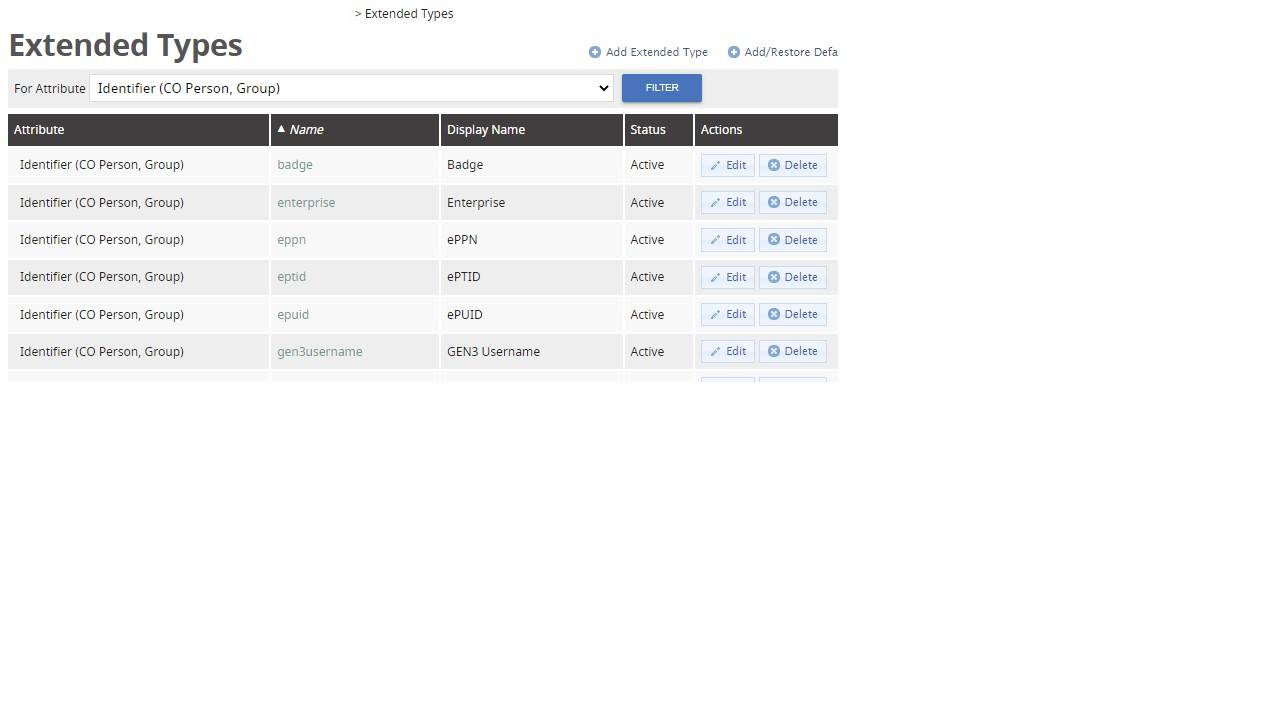 > Extended Types
Extended Types
Add Extended Type Add/Restore Defa
For Attribute Identifier (CO Person, Group) FILTER
Attribute ▲ Name Display Name Status Actions
Identifier (CO Person, Group) badge Badge Active Edit Delete
Identifier (CO Person, Group) enterprise Enterprise Active Edit Delete
Identifier (CO Person, Group) eppn ePPN Active Edit Delete
Identifier (CO Person, Group) eptid ePTID Active Edit Delete
Identifier (CO Person, Group) epuid ePUID Active Edit Delete
Identifier (CO Person, Group) gen3username GEN3 Username Active Edit Delete